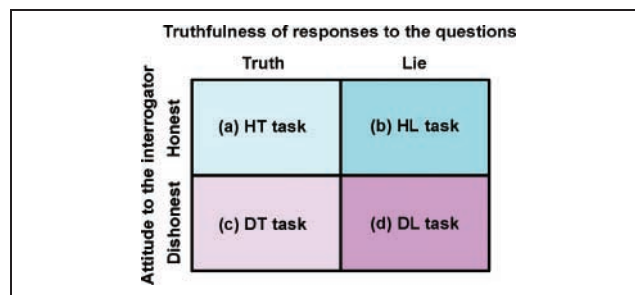 Truthfulness of responses to the questions
Truth Lie
Attitude to the interrogator
Honest
(a) HT task (b) HL task
Dishonest
(c) DT task (d) DL task